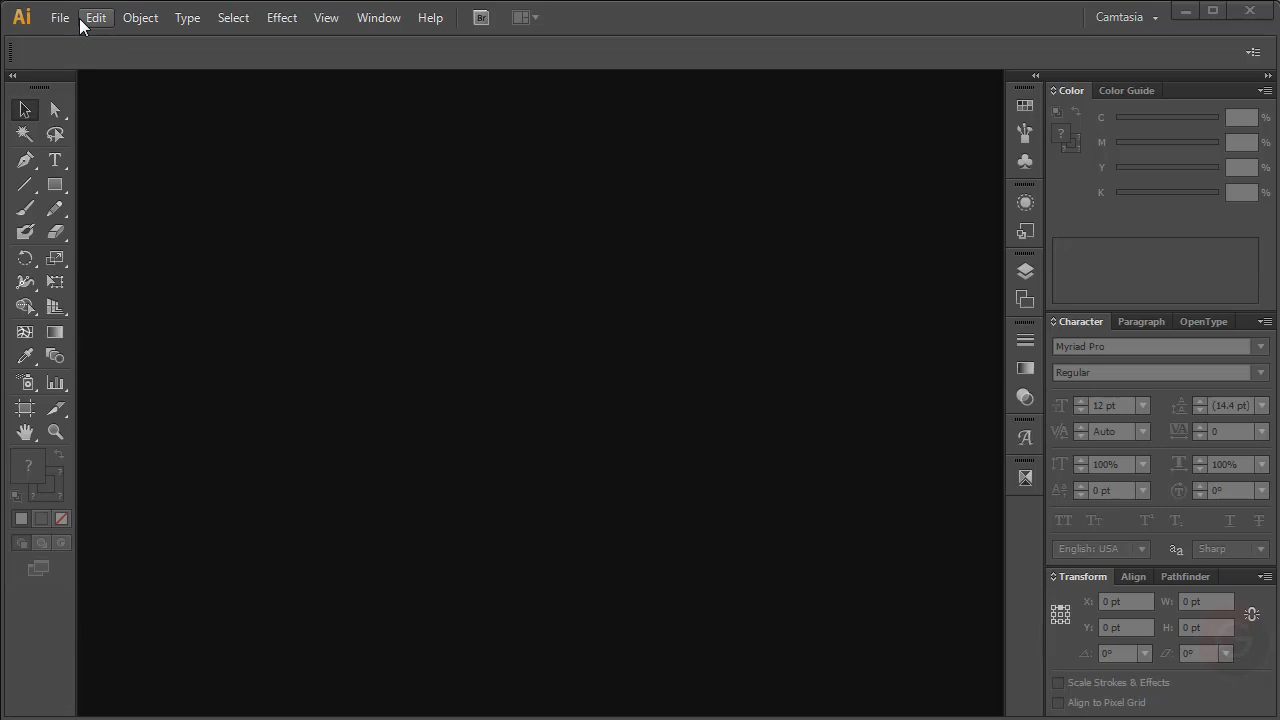 Ai File Edit Object Type Select Effect View Window Help Br Camtasia
Color Color Guide
C %
? M %
Y %
K %
Character Paragraph OpenType
Myriad Pro
Regular
12 pt (14.4 pt)
Auto 0
100% 100%
0 pt 0°
English: USA aa Sharp
Transform Align Pathfinder
X: 0 pt W: 0 pt
Y: 0 pt H: 0 pt
0° 0°
Scale Strokes & Effects
Align to Pixel Grid